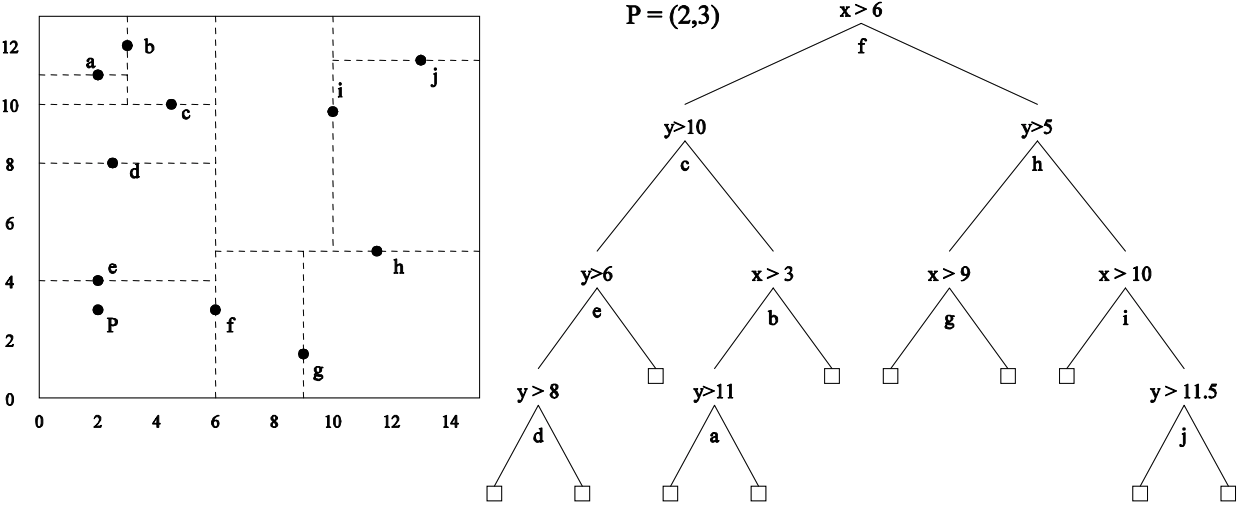 P = (2,3)
x > 6
f
12
b
a
j
i
10
c
y>10
y>5
c
h
8
d
6
e
h
y>6
x > 3
x > 9
x > 10
4
e
b
g
i
P
f
2
g
y > 8
y>11
y > 11.5
0
d
a
j
0 2 4 6 8 10 12 14